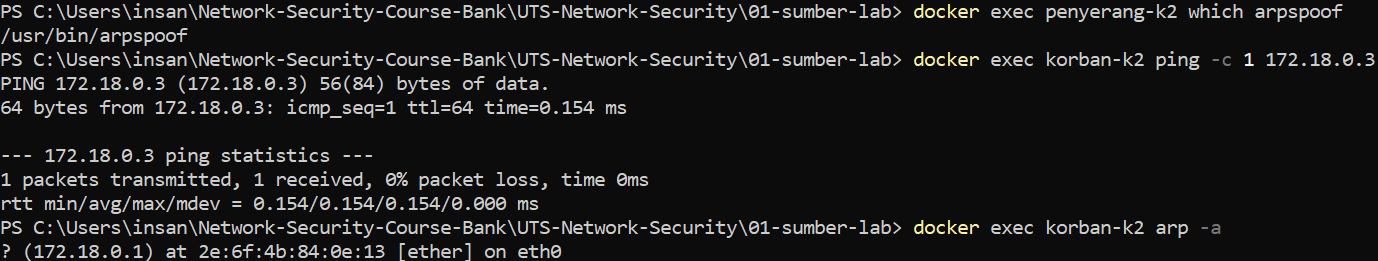 PS C:\Users\insan\Network-Security-Course-Bank\UTS-Network-Security\01-sumber-lab> docker exec penyerang-k2 which arpspoof
/usr/bin/arpspoof
PS C:\Users\insan\Network-Security-Course-Bank\UTS-Network-Security\01-sumber-lab> docker exec korban-k2 ping -c 1 172.18.0.3
PING 172.18.0.3 (172.18.0.3) 56(84) bytes of data.
64 bytes from 172.18.0.3: icmp_seq=1 ttl=64 time=0.154 ms

--- 172.18.0.3 ping statistics ---
1 packets transmitted, 1 received, 0% packet loss, time 0ms
rtt min/avg/max/mdev = 0.154/0.154/0.154/0.000 ms
PS C:\Users\insan\Network-Security-Course-Bank\UTS-Network-Security\01-sumber-lab> docker exec korban-k2 arp -a
? (172.18.0.1) at 2e:6f:4b:84:0e:13 [ether] on eth0